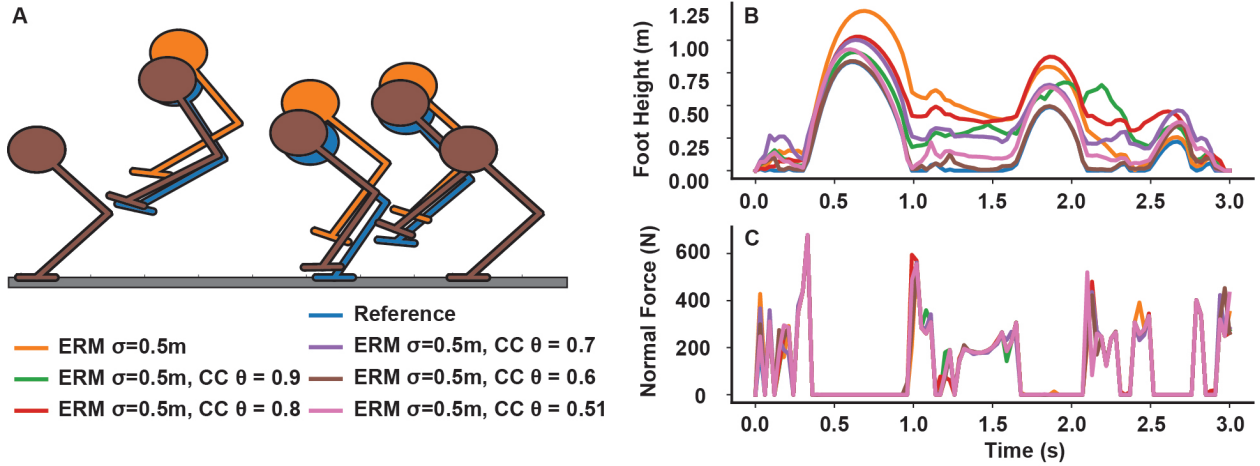 A
Reference
ERM σ=0.5m
ERM σ=0.5m, CC θ = 0.9
ERM σ=0.5m, CC θ = 0.8
ERM σ=0.5m, CC θ = 0.7
ERM σ=0.5m, CC θ = 0.6
ERM σ=0.5m, CC θ = 0.51
B
Foot Height (m)
1.25
1.00
0.75
0.50
0.25
0.00
0.0 0.5 1.0 1.5 2.0 2.5 3.0
C
Normal Force (N)
600
400
200
0
0.0 0.5 1.0 1.5 2.0 2.5 3.0
Time (s)